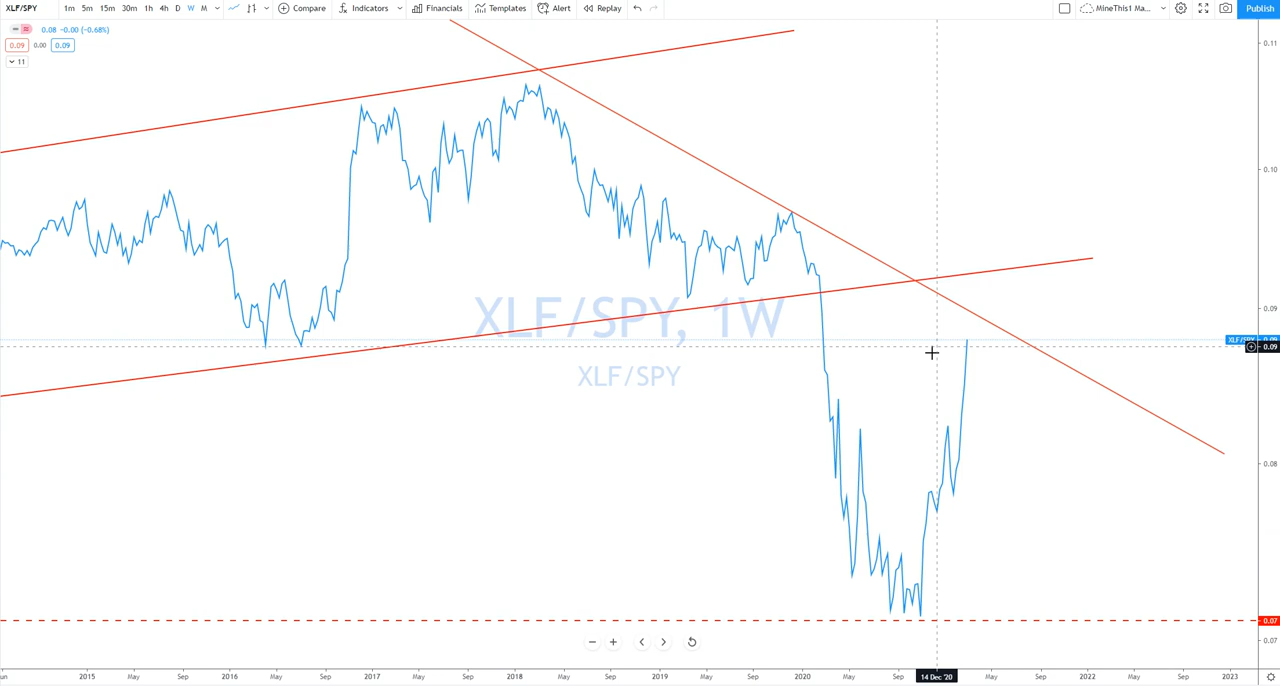 XLF/SPY 1m 5m 15m 30m 1h 4h D W M Compare Indicators Financials Templates Alert Replay MineThis1 Ma... Publish
0.08 -0.00 (-0.68%)
0.09 0.00 0.09
11
0.11
0.10
XLF/SPY, 1W
XLF/SPY
0.09
XLF/SPY 0.09
0.09
0.08
0.07
0.07
2015 May Sep 2016 May Sep 2017 May Sep 2018 May Sep 2019 May Sep 2020 May Sep 14 Dec '20 May Sep 2022 May Sep 2023